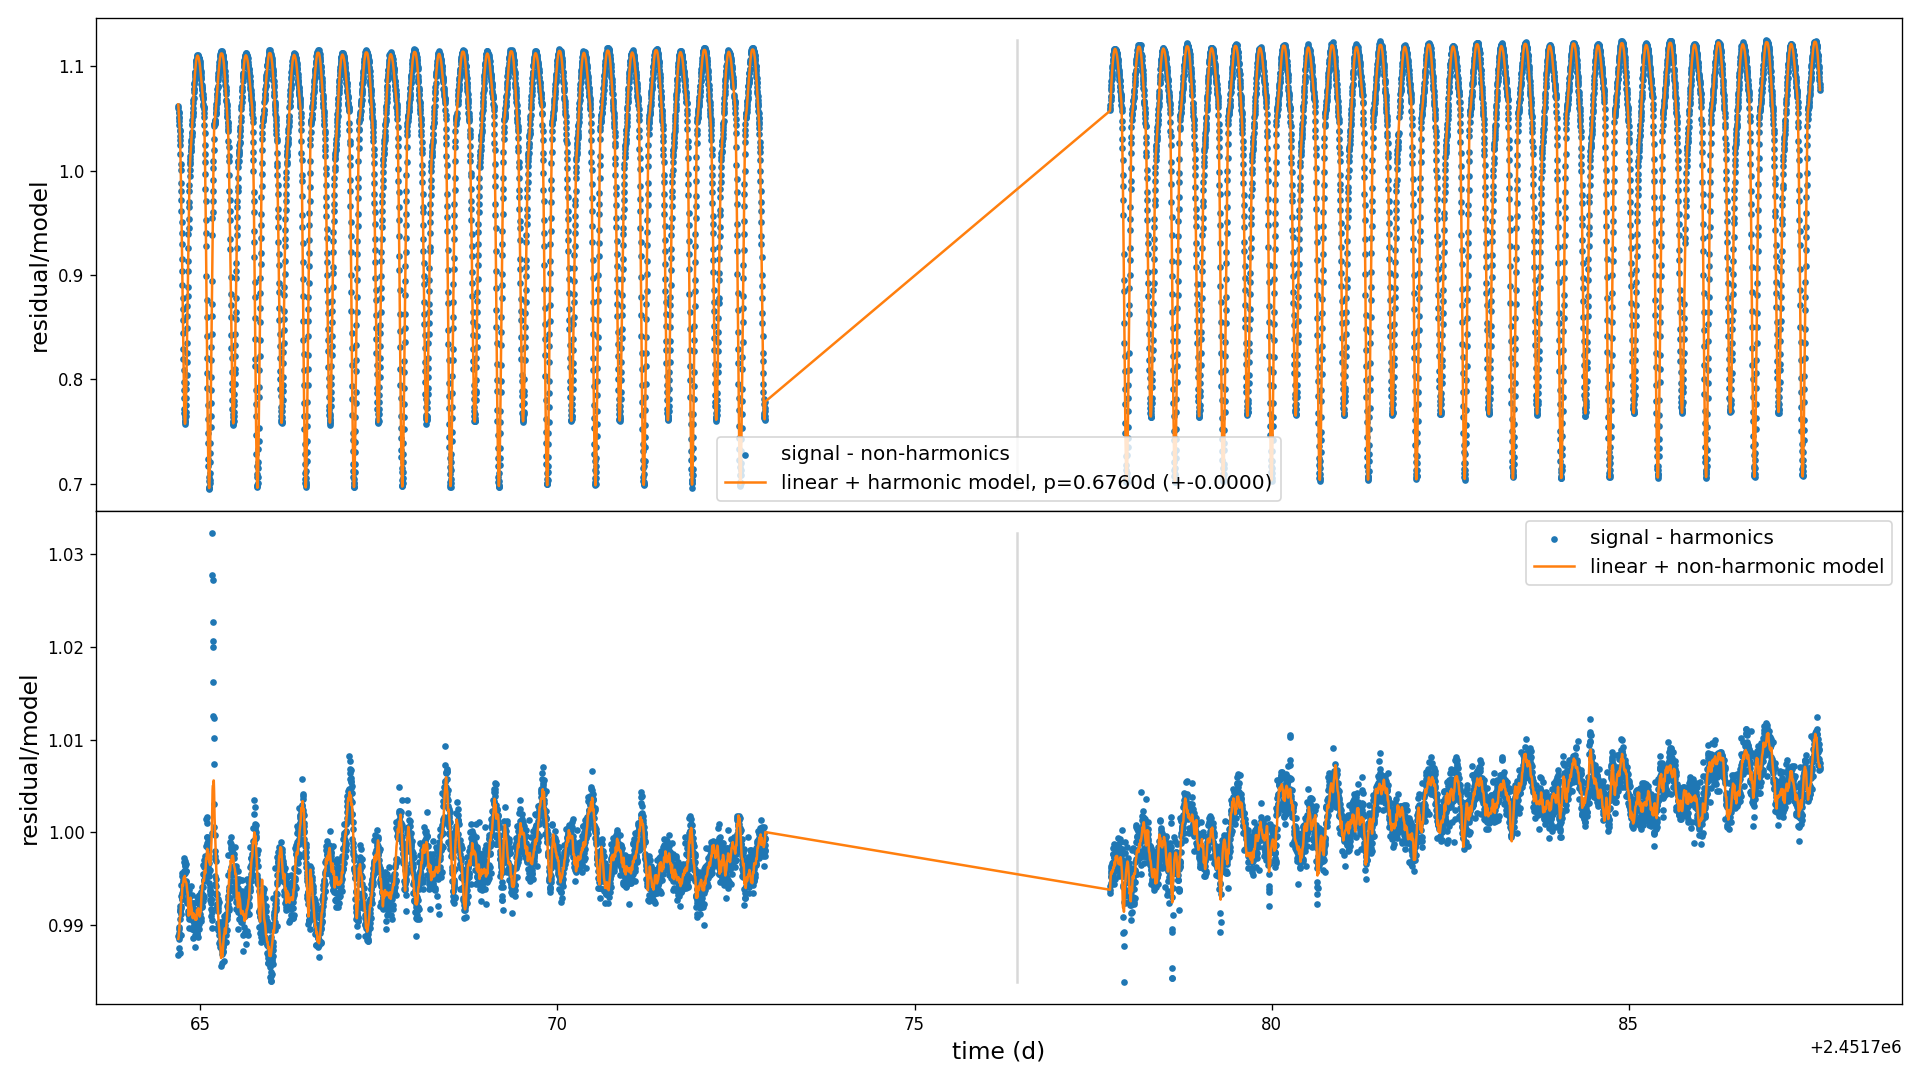 residual/model
1.1
1.0
0.9
0.8
0.7
signal - non-harmonics
linear + harmonic model, p=0.6760d (+-0.0000)
residual/model
1.03
1.02
1.01
1.00
0.99
signal - harmonics
linear + non-harmonic model
65
70
75
80
85
time (d)
+2.4517e6